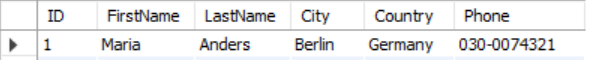 ID FirstName LastName City Country Phone
1 Maria Anders Berlin Germany 030-0074321